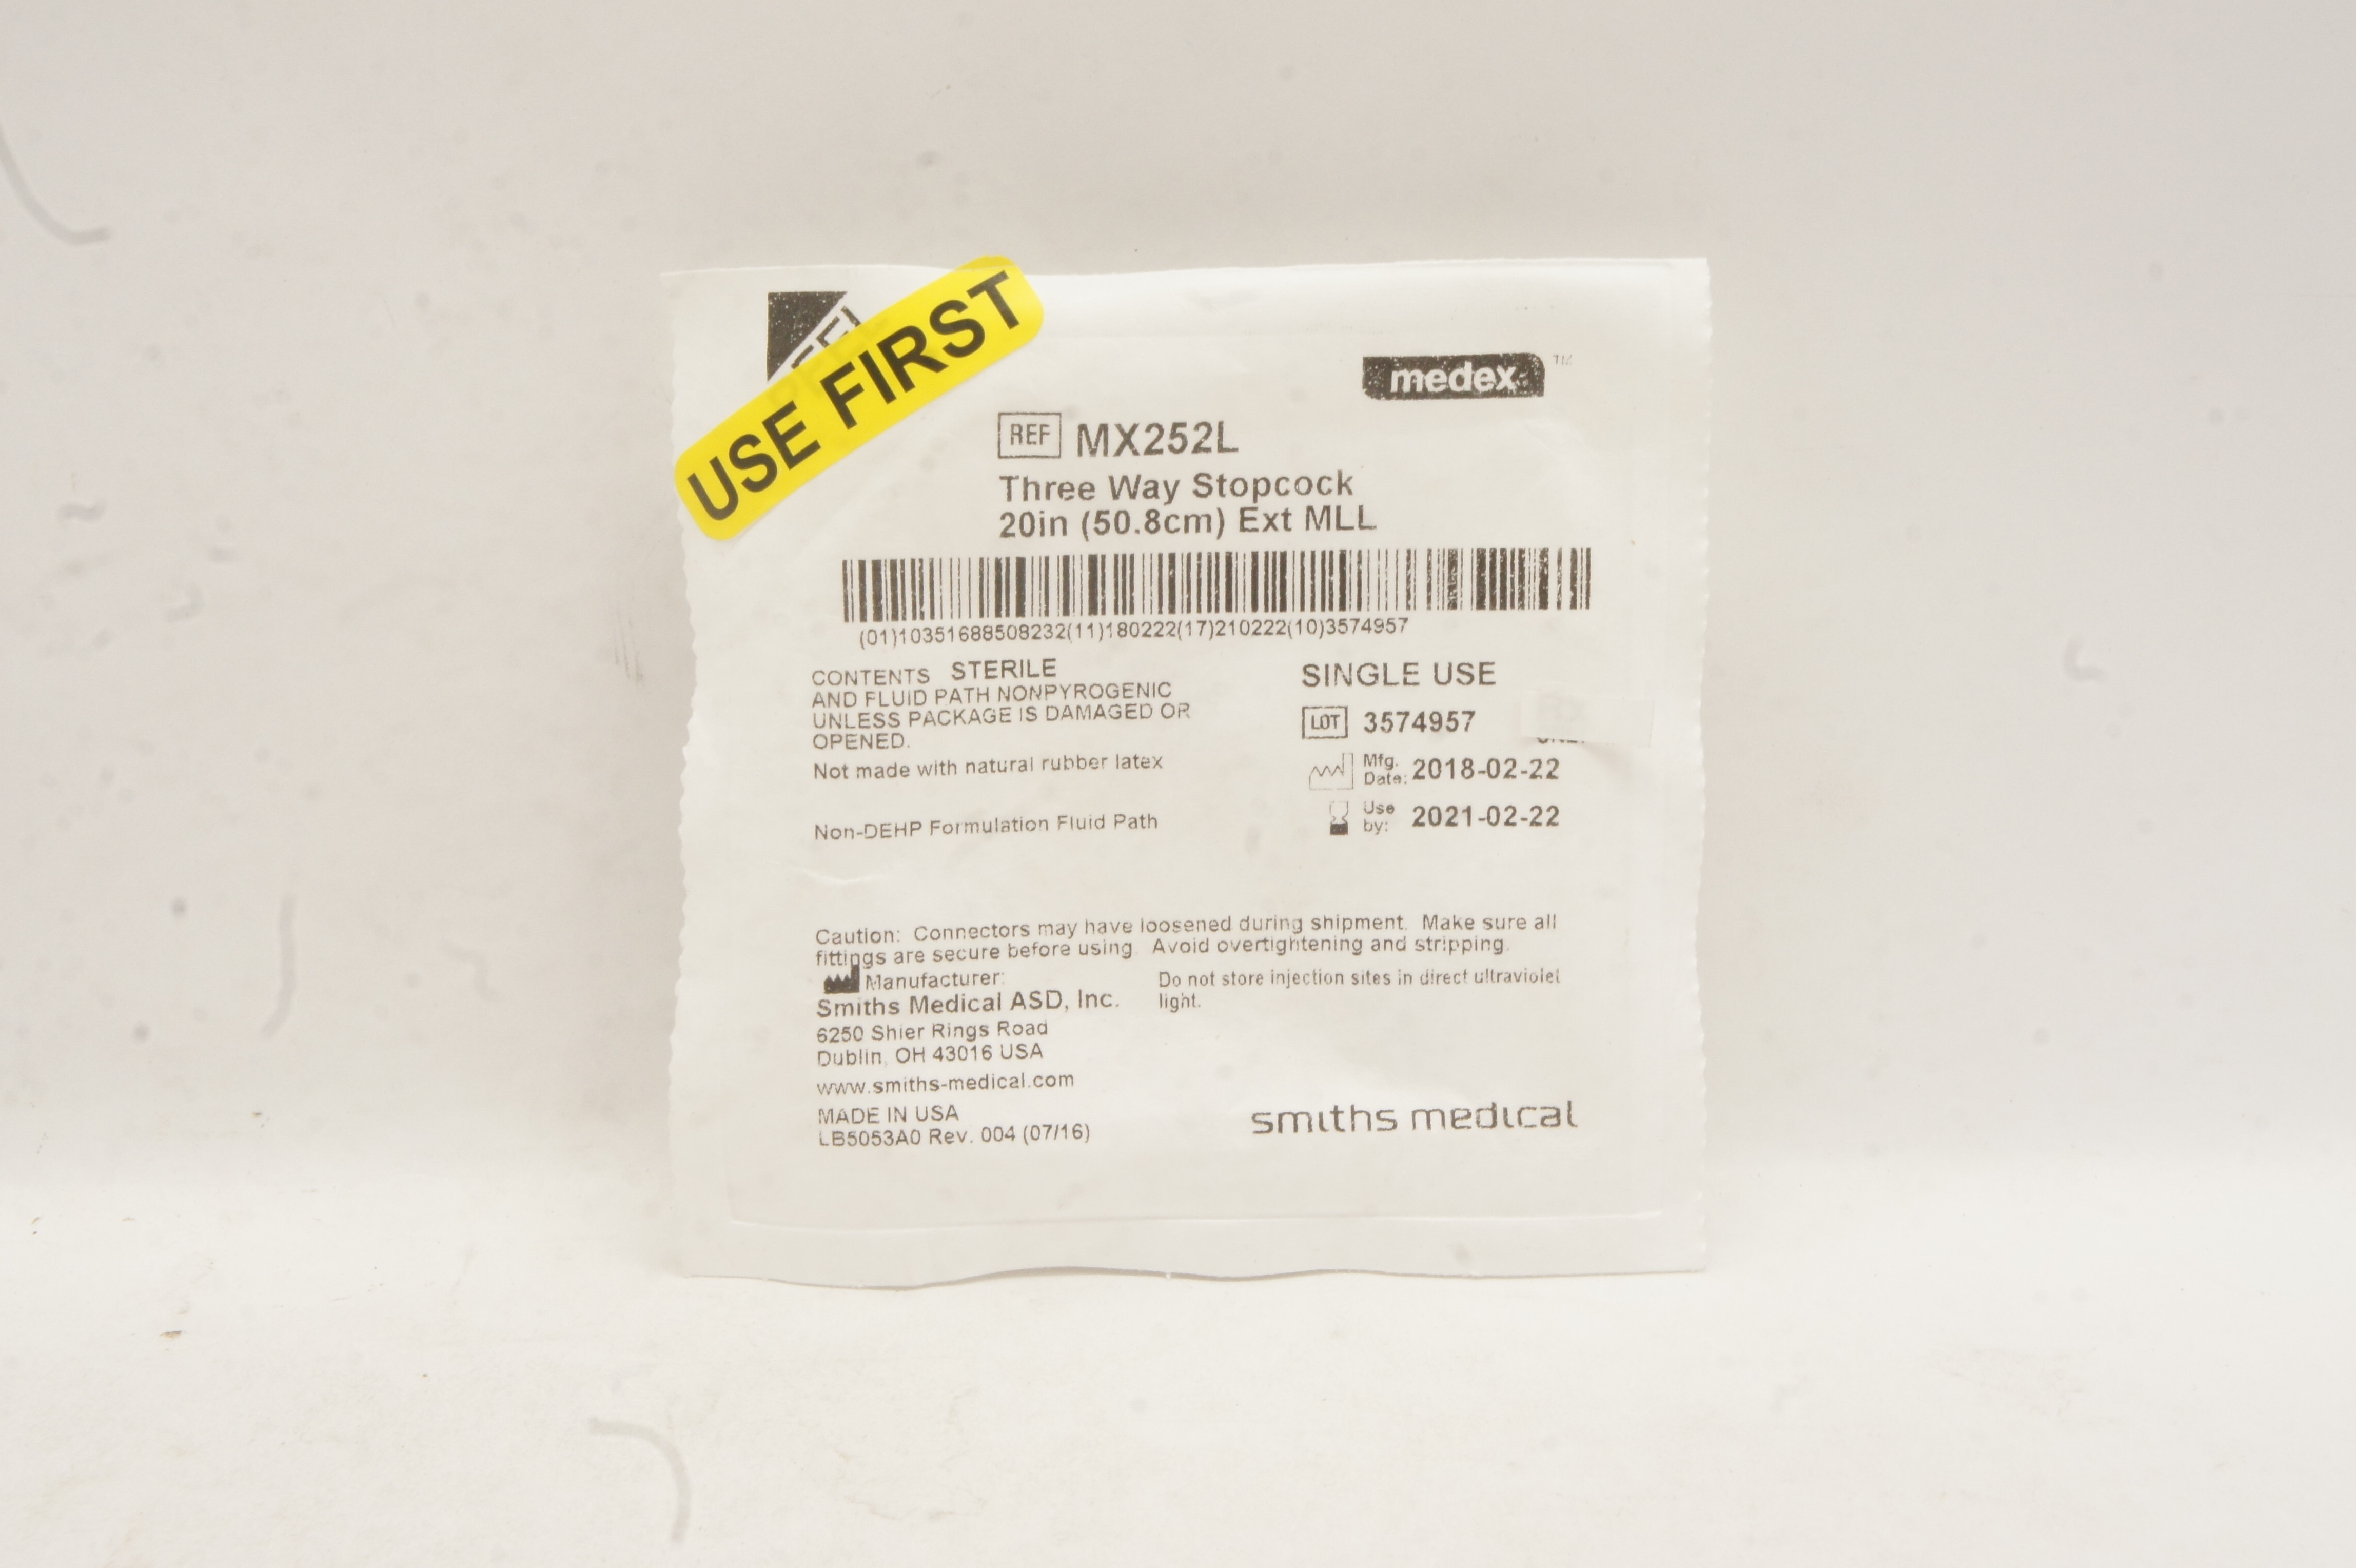 USE FIRST
medex
TM
REF MX252L
Three Way Stopcock
20in (50.8cm) Ext MLL
(01)10351688508232(11)180222(17)210222(10)3574957
CONTENTS STERILE
AND FLUID PATH NONPYROGENIC
UNLESS PACKAGE IS DAMAGED OR
OPENED.
Not made with natural rubber latex
Non-DEHP Formulation Fluid Path
SINGLE USE
LOT 3574957
Mfg. Date: 2018-02-22
Use by: 2021-02-22
Caution: Connectors may have loosened during shipment. Make sure all
fittings are secure before using. Avoid overtightening and stripping.
Manufacturer:
Smiths Medical ASD, Inc.
6250 Shier Rings Road
Dublin, OH 43016 USA
www.smiths-medical.com
MADE IN USA
LB5053A0 Rev. 004 (07/16)
Do not store injection sites in direct ultraviolet
light.
smiths medical